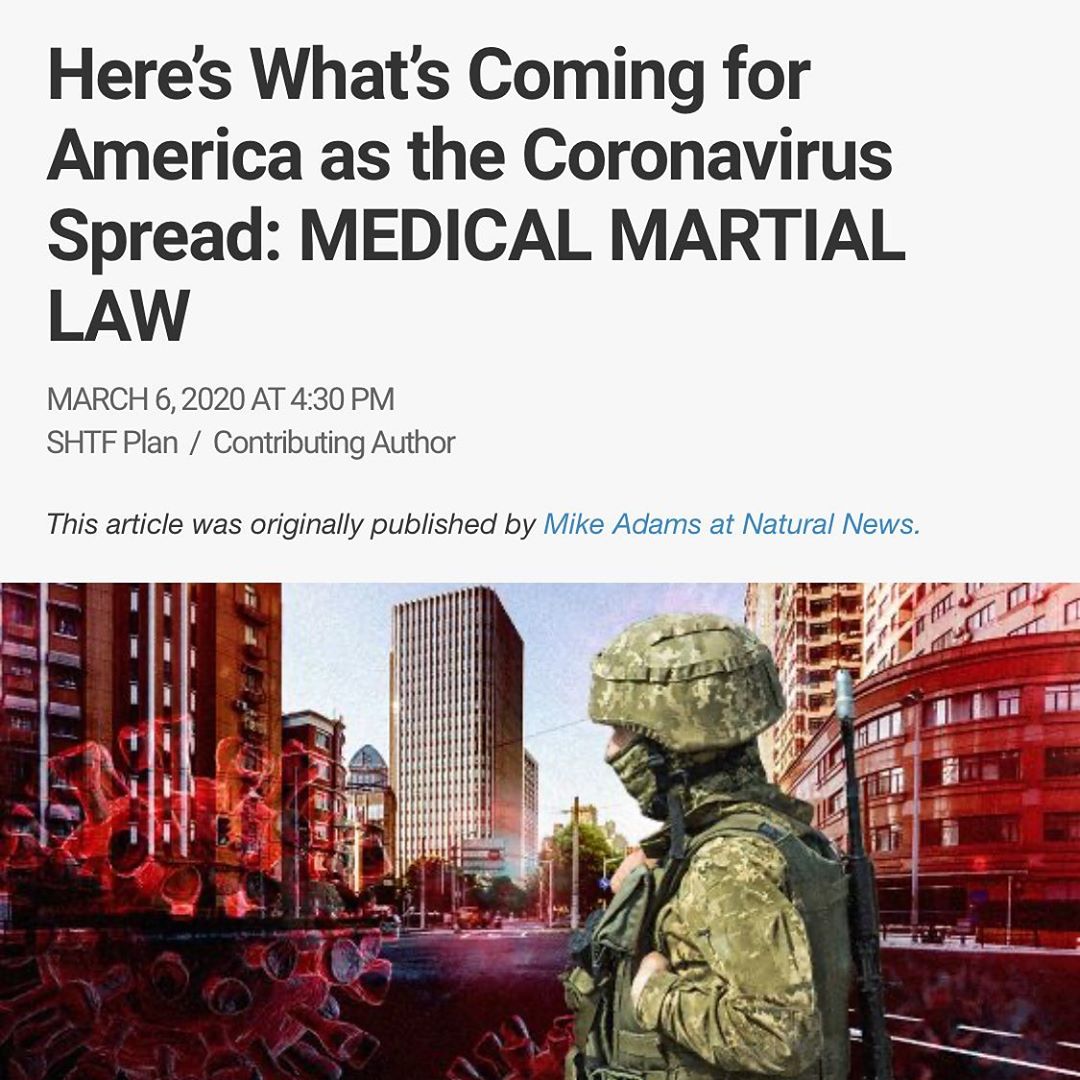 Here’s What’s Coming for
America as the Coronavirus
Spread: MEDICAL MARTIAL
LAW
MARCH 6, 2020 AT 4:30 PM
SHTF Plan / Contributing Author
This article was originally published by Mike Adams at Natural News.